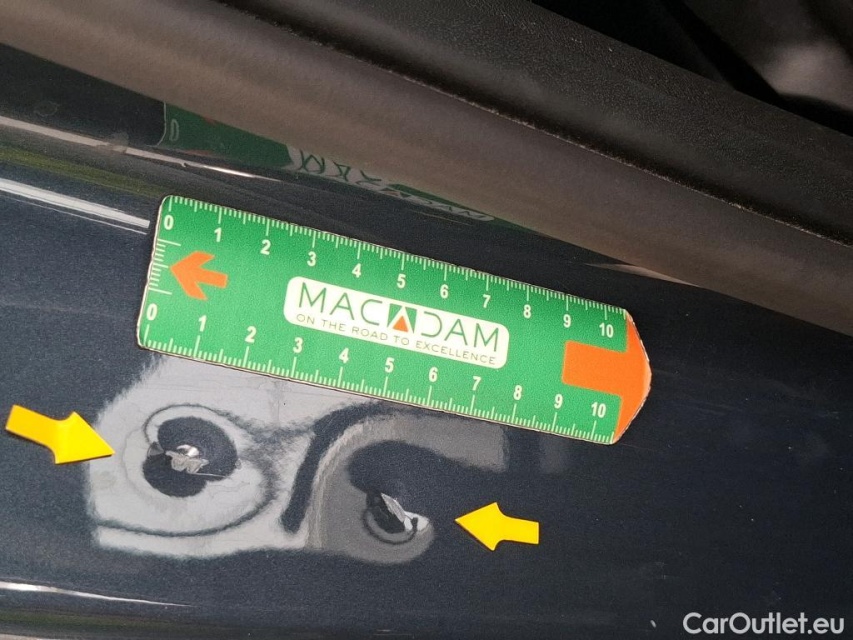 0 1 2 3 4 5 6 7 8 9 10
MACADAM
ON THE ROAD TO EXCELLENCE
0 1 2 3 4 5 6 7 8 9 10
CarOutlet.eu